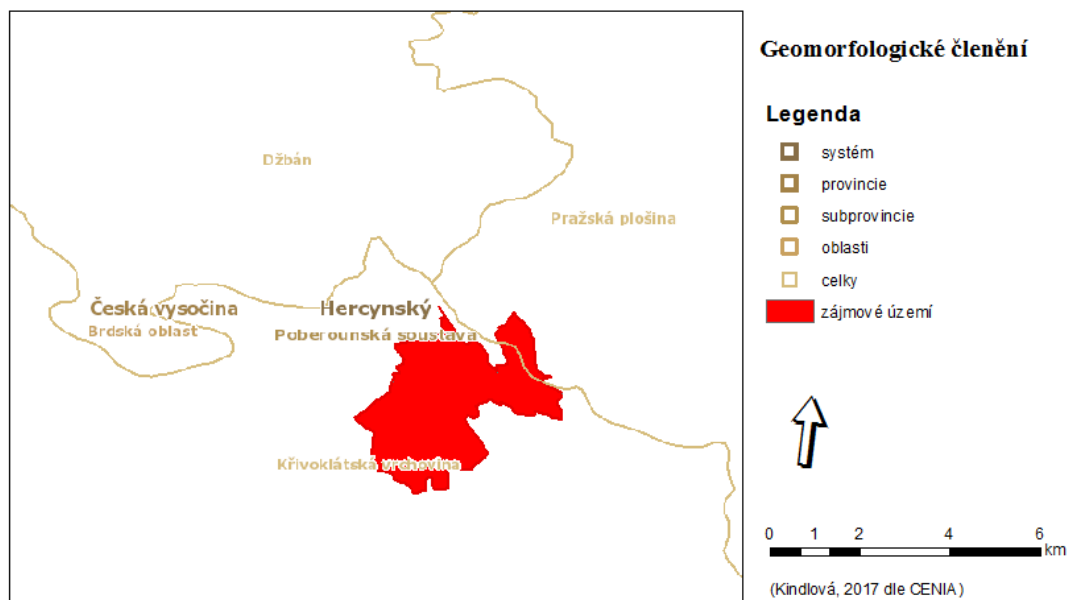 Geomorfologické členění
Legenda
systém
provincie
subprovincie
oblasti
celky
zájmové území
Džbán
Pražská plošina
Česká vysočina
Hercynský
Brdská oblast
Poberounská soustava
Křivoklátská vrchovina
0 1 2 4 6
km
(Kindlová, 2017 dle CENIA)